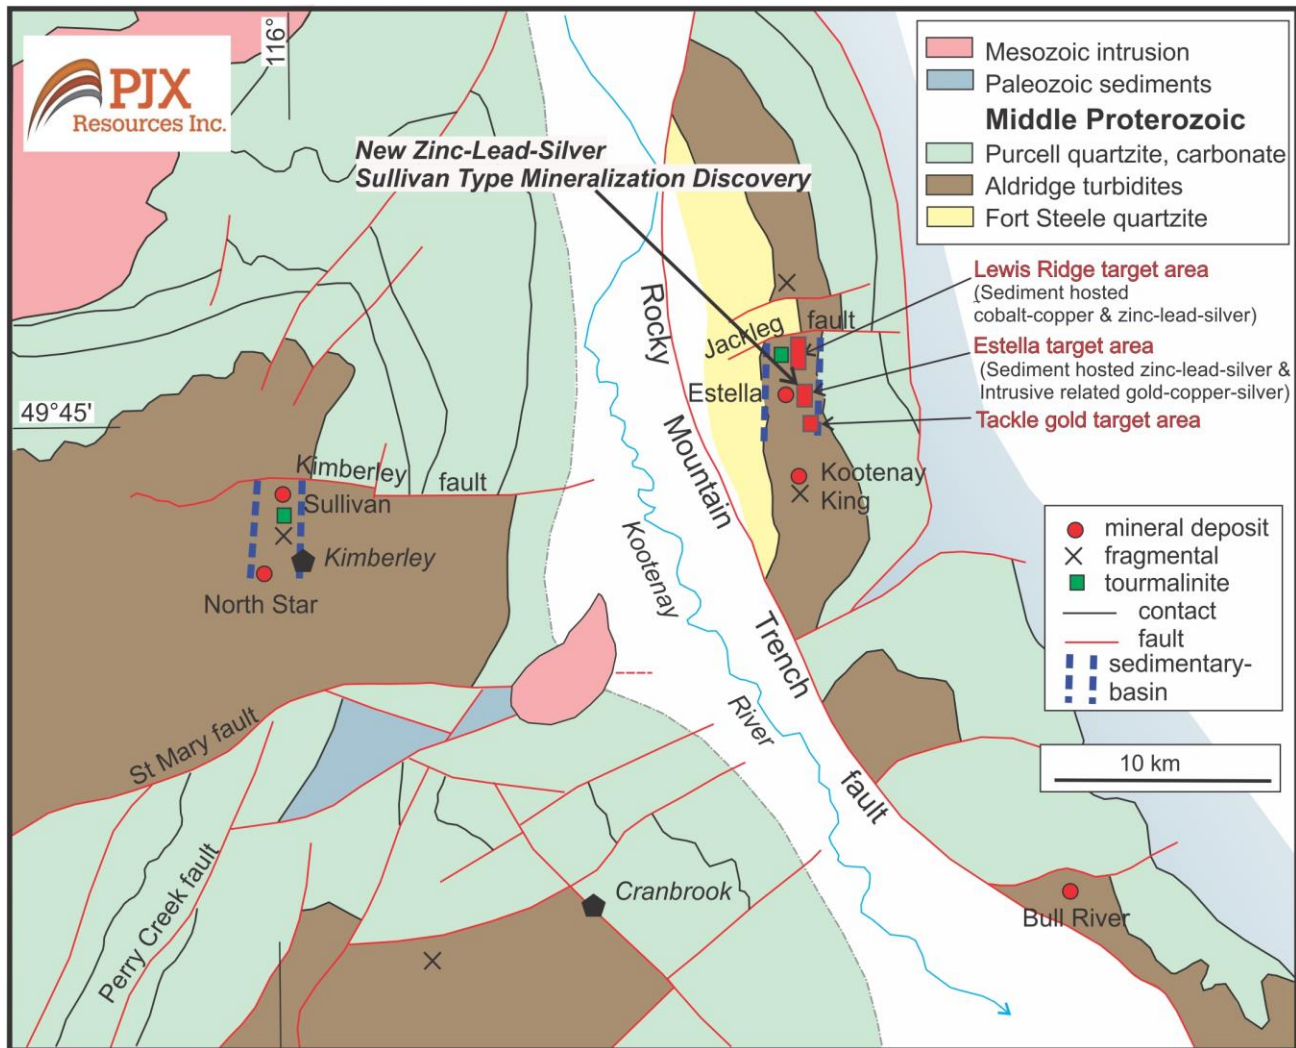 PJX
Resources Inc.
116°
New Zinc-Lead-Silver
Sullivan Type Mineralization Discovery
Mesozoic intrusion
Paleozoic sediments
Middle Proterozoic
Purcell quartzite, carbonate
Aldridge turbidites
Fort Steele quartzite
Lewis Ridge target area
(Sediment hosted
cobalt-copper & zinc-lead-silver)
Estella target area
(Sediment hosted zinc-lead-silver &
Intrusive related gold-copper-silver)
Tackle gold target area
Rocky
Mountain
Trench
fault
Jackleg
fault
Estella
49°45'
Kimberley
fault
Sullivan
Kimberley
North Star
Kootenay
King
Kootenay
River
mineral deposit
fragmental
tourmalinite
contact
fault
sedimentary-
basin
10 km
St Mary fault
Perry Creek fault
Cranbrook
Bull River